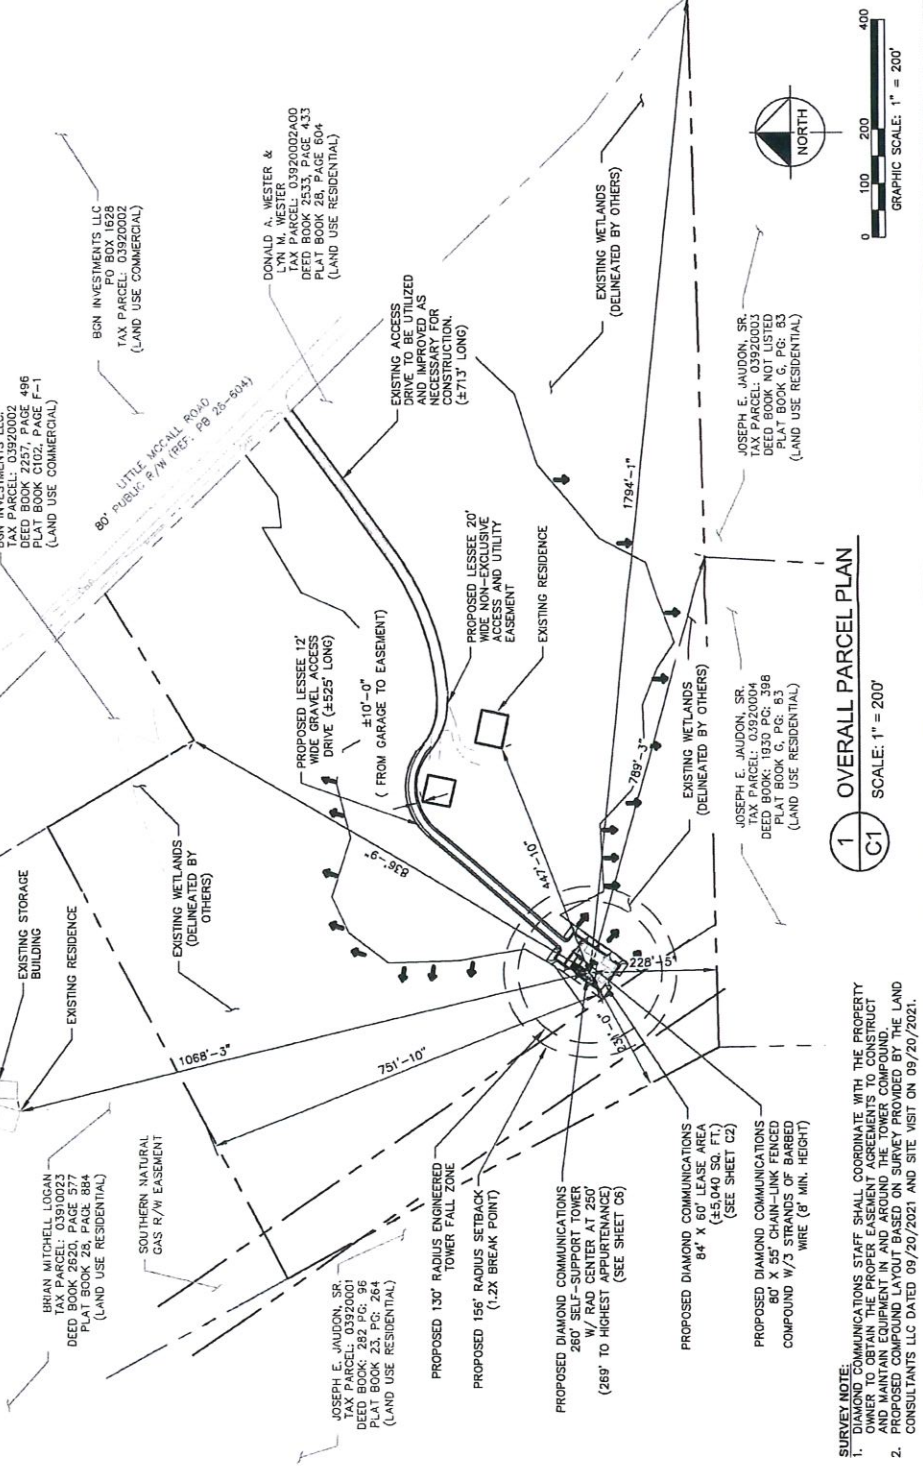 BGN INVESTMENTS LLC
PO BOX 1628
TAX PARCEL: 03920002
(LAND USE COMMERCIAL)
DONALD A. WESTER &
LYN M. WESTER
TAX PARCEL: 03920002A00
DEED BOOK 2533, PAGE 433
PLAT BOOK 28, PAGE 604
(LAND USE RESIDENTIAL)
TAX PARCEL: 03920002
DEED BOOK 2257, PAGE 496
PLAT BOOK C102, PAGE F-1
(LAND USE COMMERCIAL)
LITTLE MCCALL ROAD
80' PUBLIC R/W (REF: PB 28-604)
EXISTING ACCESS
DRIVE TO BE UTILIZED
AND IMPROVED AS
NECESSARY FOR
CONSTRUCTION.
(±713' LONG)
EXISTING WETLANDS
(DELINEATED BY OTHERS)
NORTH
0 100 200 400
GRAPHIC SCALE: 1" = 200'
JOSEPH E. JAUDON, SR.
TAX PARCEL: 03920003
DEED BOOK NOT LISTED
PLAT BOOK G, PG: 83
(LAND USE RESIDENTIAL)
1794'-1"
PROPOSED LESSEE 20'
WIDE NON-EXCLUSIVE
ACCESS AND UTILITY
EASEMENT
EXISTING RESIDENCE
PROPOSED LESSEE 12'
WIDE GRAVEL ACCESS
DRIVE (±525' LONG)
±10'-0"
( FROM GARAGE TO EASEMENT)
EXISTING STORAGE
BUILDING
EXISTING RESIDENCE
EXISTING WETLANDS
(DELINEATED BY
OTHERS)
836'-9"
447'-10"
789'-3"
EXISTING WETLANDS
(DELINEATED BY OTHERS)
JOSEPH E. JAUDON, SR.
TAX PARCEL: 03920004
DEED BOOK: 1930 PG: 398
PLAT BOOK G, PG: 63
(LAND USE RESIDENTIAL)
1068'-3"
751'-10"
228'-5"
BRIAN MITCHELL LOGAN
TAX PARCEL: 03910023
DEED BOOK 2620, PAGE 577
PLAT BOOK 28, PAGE 884
(LAND USE RESIDENTIAL)
SOUTHERN NATURAL
GAS R/W EASEMENT
JOSEPH E. JAUDON, SR.
TAX PARCEL: 03920001
DEED BOOK: 282 PG: 96
PLAT BOOK 23, PG: 264
(LAND USE RESIDENTIAL)
PROPOSED 130' RADIUS ENGINEERED
TOWER FALL ZONE
PROPOSED 156' RADIUS SETBACK
(1.2X BREAK POINT)
PROPOSED DIAMOND COMMUNICATIONS
260' SELF-SUPPORT TOWER
W/ RAD CENTER AT 250'
(269' TO HIGHEST APPURTENANCE)
(SEE SHEET C6)
PROPOSED DIAMOND COMMUNICATIONS
84' X 60' LEASE AREA
(±5,040 SQ. FT.)
(SEE SHEET C2)
PROPOSED DIAMOND COMMUNICATIONS
80' X 55' CHAIN-LINK FENCED
COMPOUND W/3 STRANDS OF BARBED
WIRE (8' MIN. HEIGHT)
1
C1
OVERALL PARCEL PLAN
SCALE: 1" = 200'
SURVEY NOTE:
1. DIAMOND COMMUNICATIONS STAFF SHALL COORDINATE WITH THE PROPERTY
OWNER TO OBTAIN THE PROPER EASEMENT AGREEMENTS TO CONSTRUCT
AND MAINTAIN EQUIPMENT IN AND AROUND THE TOWER COMPOUND.
2. PROPOSED COMPOUND LAYOUT BASED ON SURVEY PROVIDED BY THE LAND
CONSULTANTS LLC DATED 09/20/2021 AND SITE VISIT ON 09/20/2021.